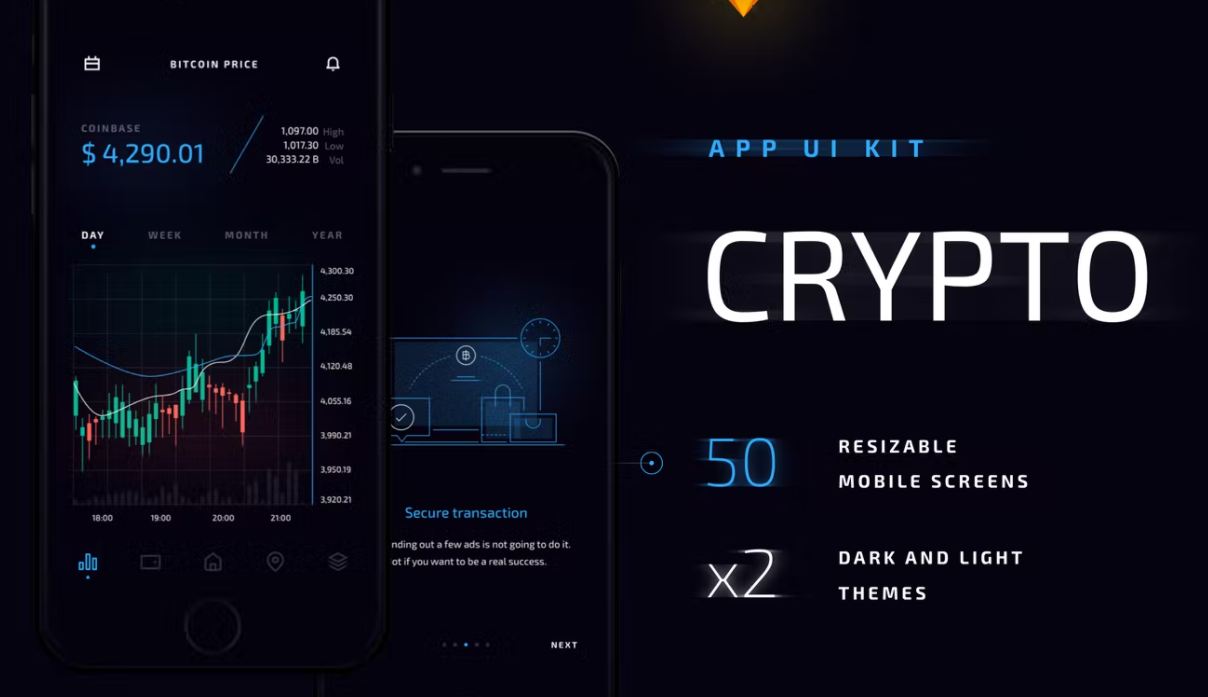 BITCOIN PRICE
COINBASE
$ 4,290.01
1,097.00 High
1,017.30 Low
30,333.22 B Vol
DAY WEEK MONTH YEAR
4,300.30
4,250.30
4,185.54
4,120.48
4,055.16
3,990.21
3,950.19
3,920.21
18:00 19:00 20:00 21:00
Secure transaction
nding out a few ads is not going to do it.
ot if you want to be a real success.
NEXT
APP UI KIT
CRYPTO
50
RESIZABLE
MOBILE SCREENS
x2
DARK AND LIGHT
THEMES